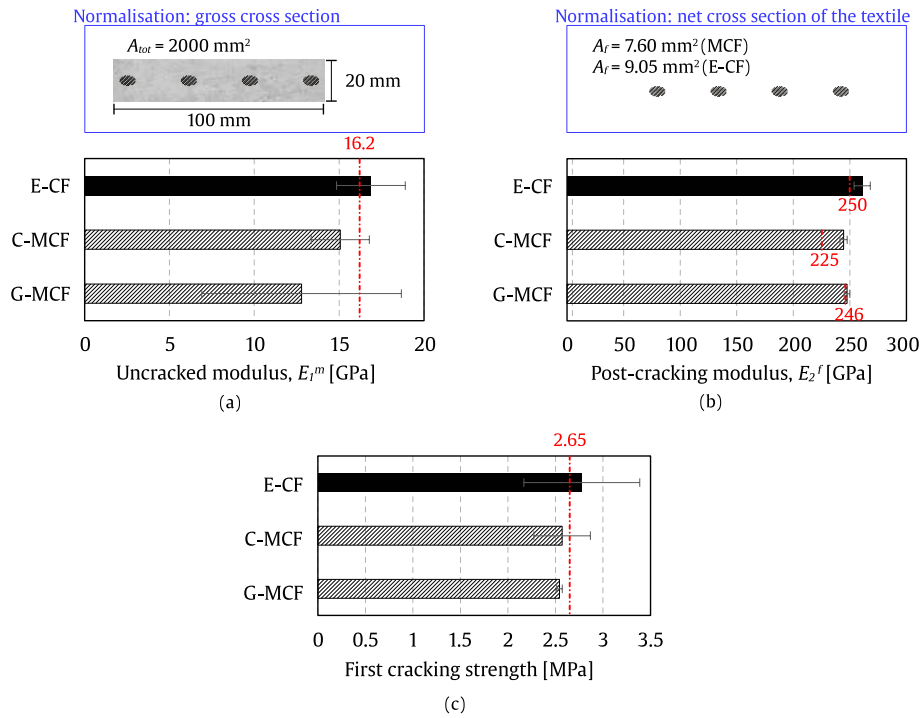 Normalisation: gross cross section
A_tot = 2000 mm²
20 mm
100 mm
16.2
E-CF
C-MCF
G-MCF
0 5 10 15 20
Uncracked modulus, E₁ᵐ [GPa]
(a)
Normalisation: net cross section of the textile
A_f = 7.60 mm² (MCF)
A_f = 9.05 mm² (E-CF)
E-CF
250
C-MCF
225
G-MCF
246
0 50 100 150 200 250 300
Post-cracking modulus, E₂ᶠ [GPa]
(b)
2.65
E-CF
C-MCF
G-MCF
0 0.5 1 1.5 2 2.5 3 3.5
First cracking strength [MPa]
(c)